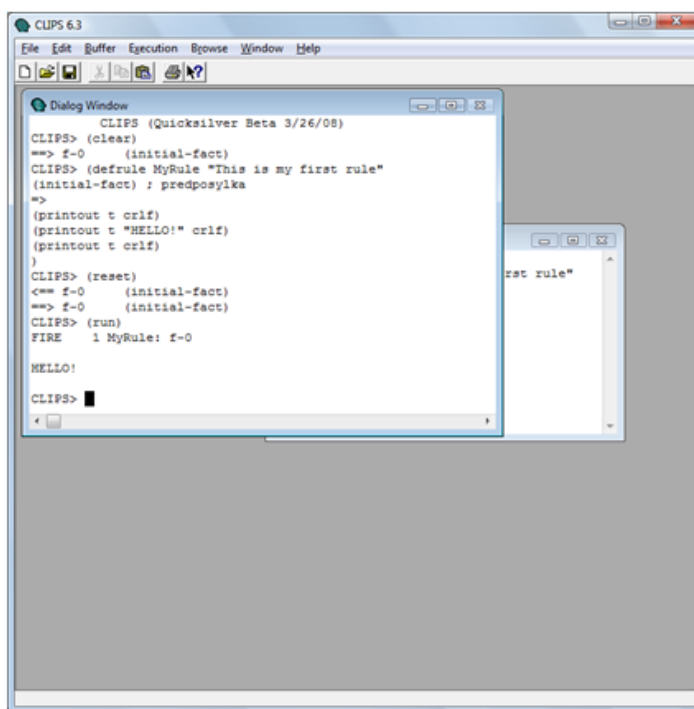 CLIPS 6.3
File Edit Buffer Execution Browse Window Help
Dialog Window
CLIPS (Quicksilver Beta 3/26/08)
CLIPS> (clear)
==> f-0 (initial-fact)
CLIPS> (defrule MyRule "This is my first rule"
(initial-fact) ; predposylka
=>
(printout t crlf)
(printout t "HELLO!" crlf)
(printout t crlf)
)
CLIPS> (reset)
<== f-0 (initial-fact)
==> f-0 (initial-fact)
CLIPS> (run)
FIRE 1 MyRule: f-0
HELLO!
CLIPS>
rst rule"